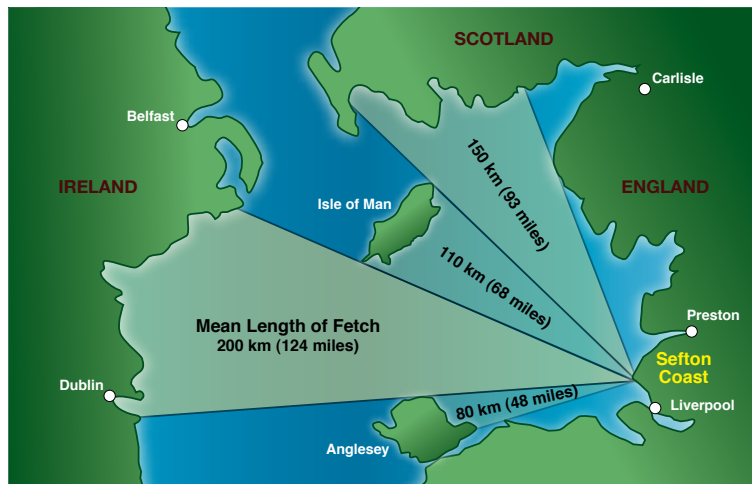 SCOTLAND
Carlisle
Belfast
150 km (93 miles)
IRELAND
ENGLAND
Isle of Man
110 km (68 miles)
Mean Length of Fetch
200 km (124 miles)
Preston
Sefton
Coast
Dublin
80 km (48 miles)
Liverpool
Anglesey